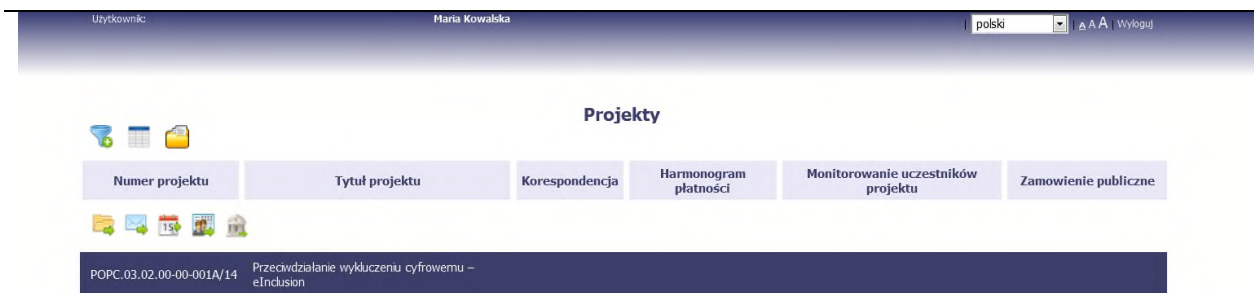 Użytkownik: Maria Kowalska polski A A A Wyloguj
Projekty
Numer projektu Tytuł projektu Korespondencja Harmonogram płatności Monitorowanie uczestników projektu Zamowienie publiczne
15
POPC.03.02.00-00-001A/14 Przeciwdziałanie wykluczeniu cyfrowemu –
eInclusion